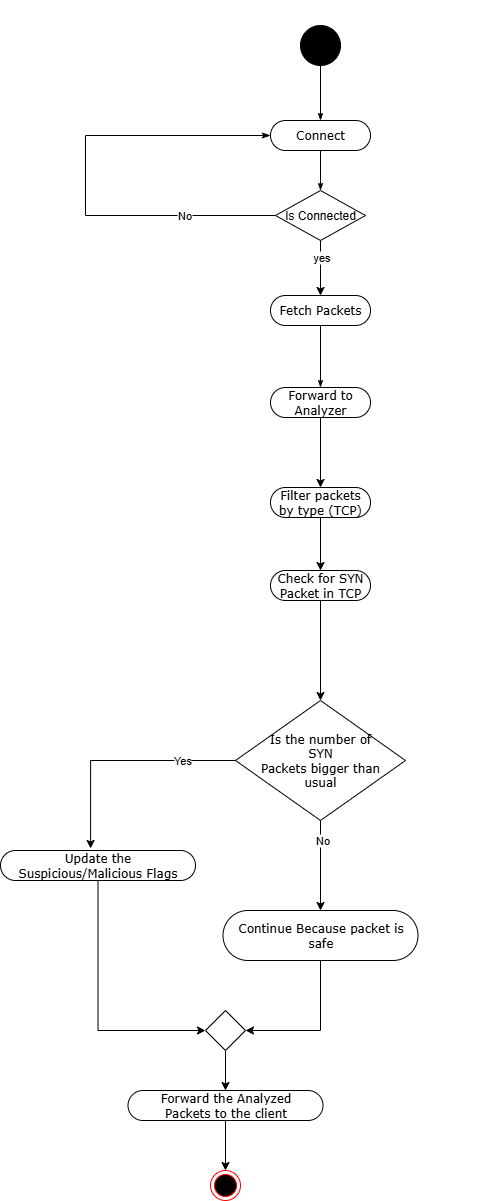 Connect
Is Connected
No
yes
Fetch Packets
Forward to
Analyzer
Filter packets
by type (TCP)
Check for SYN
Packet in TCP
Is the number of
SYN
Packets bigger than
usual
Yes
No
Update the
Suspicious/Malicious Flags
Continue Because packet is
safe
Forward the Analyzed
Packets to the client